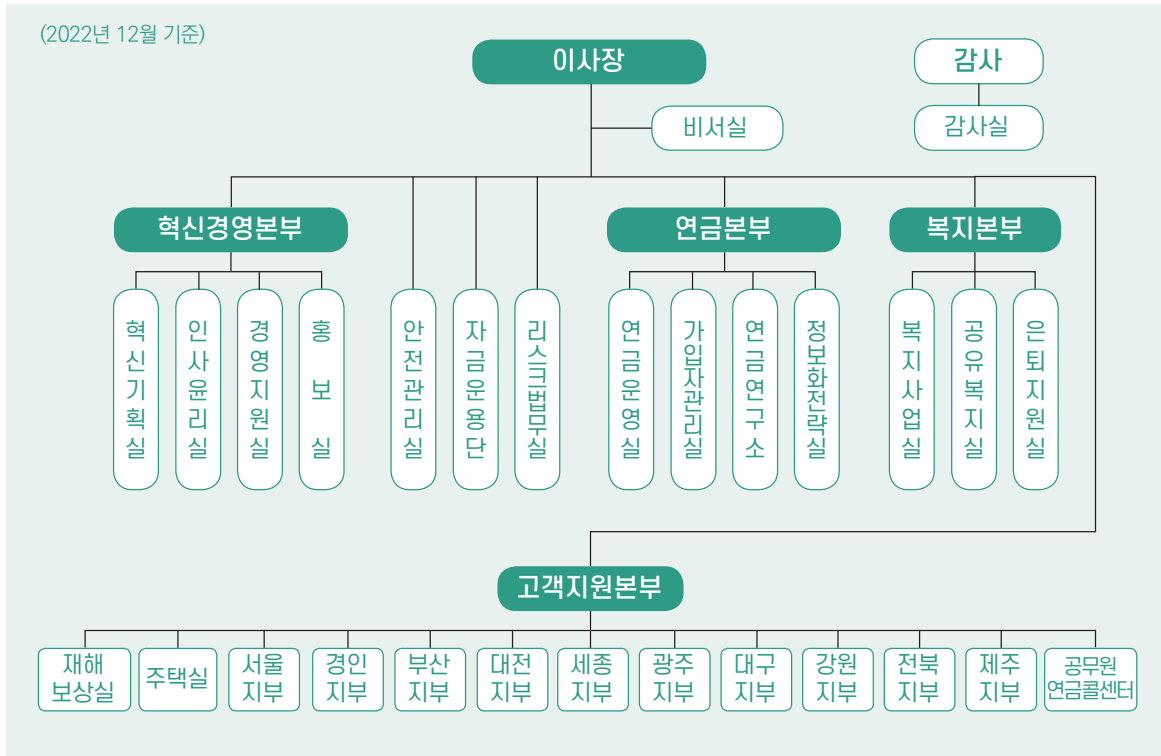 (2022년 12월 기준)
이사장
감사
비서실
감사실
혁신경영본부
연금본부
복지본부
혁신기획실
인사윤리실
경영지원실
홍보실
안전관리실
자금운용단
리스크법무실
연금운영실
가입자관리실
연금연구소
정보화전략실
복지사업실
공유복지실
은퇴지원실
고객지원본부
재해
보상실
주택실
서울
지부
경인
지부
부산
지부
대전
지부
세종
지부
광주
지부
대구
지부
강원
지부
전북
지부
제주
지부
공무원
연금콜센터